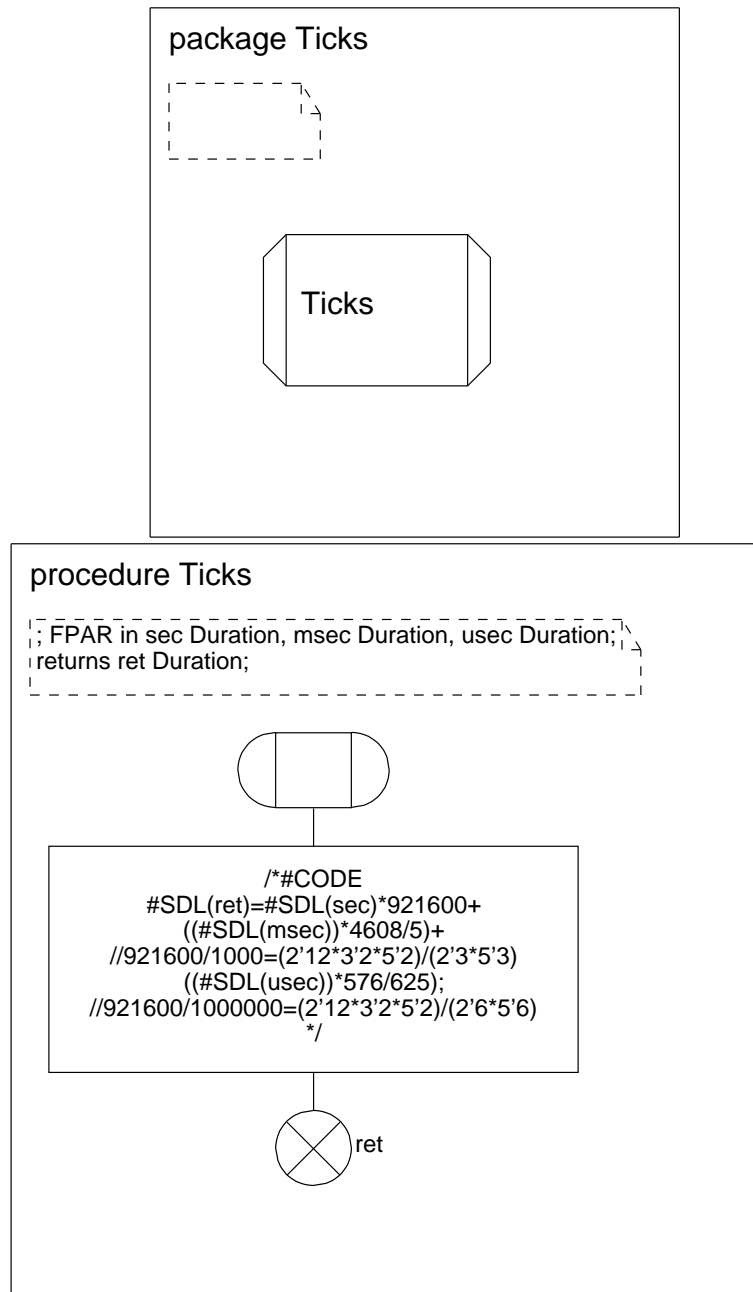 package Ticks
Ticks
procedure Ticks
; FPAR in sec Duration, msec Duration, usec Duration;
returns ret Duration;
/*#CODE
#SDL(ret)=#SDL(sec)*921600+
((#SDL(msec))*4608/5)+
//921600/1000=(2’12*3’2*5’2)/(2’3*5’3)
((#SDL(usec))*576/625);
//921600/1000000=(2’12*3’2*5’2)/(2’6*5’6)
*/
ret